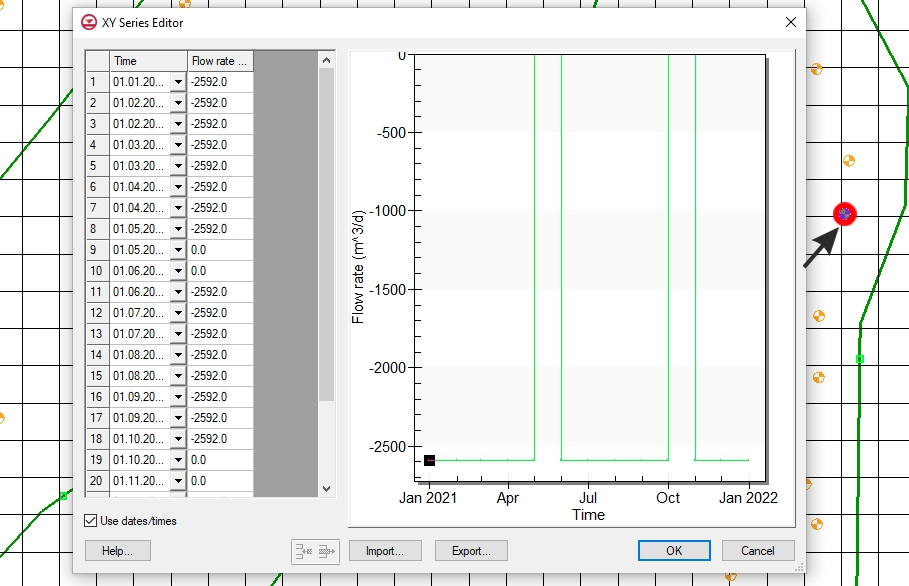 XY Series Editor
Time Flow rate ...
1 01.01.20... -2592.0
2 01.02.20... -2592.0
3 01.02.20... -2592.0
4 01.03.20... -2592.0
5 01.03.20... -2592.0
6 01.04.20... -2592.0
7 01.04.20... -2592.0
8 01.05.20... -2592.0
9 01.05.20... 0.0
10 01.06.20... 0.0
11 01.06.20... -2592.0
12 01.07.20... -2592.0
13 01.07.20... -2592.0
14 01.08.20... -2592.0
15 01.08.20... -2592.0
16 01.09.20... -2592.0
17 01.09.20... -2592.0
18 01.10.20... -2592.0
19 01.10.20... 0.0
20 01.11.20... 0.0
0
-500
-1000
-1500
-2000
-2500
Flow rate (m^3/d)
Jan 2021 Apr Jul Oct Jan 2022
Time
Use dates/times
Help... Import... Export... OK Cancel